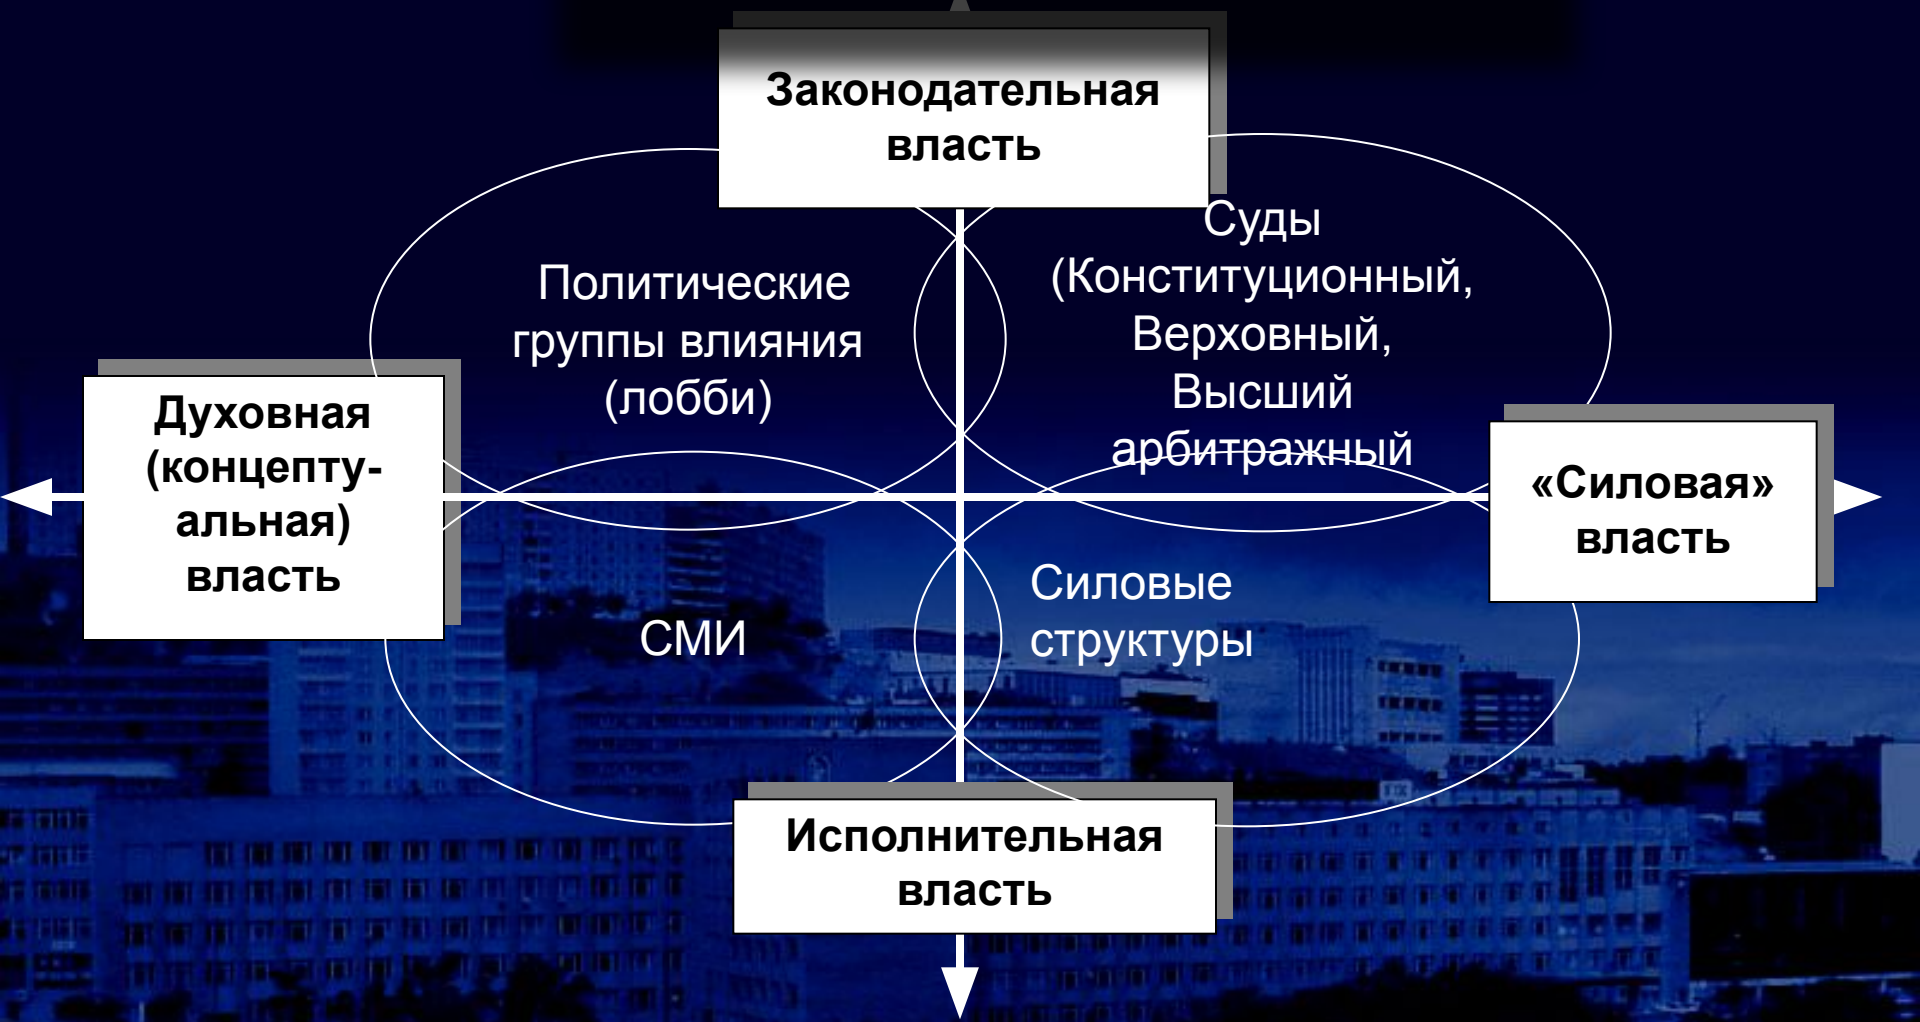 Законодательная
власть
Суды
(Конституционный,
Верховный,
Высший
арбитражный
Политические
группы влияния
(лобби)
Духовная
(концепту-
альная)
власть
«Силовая»
власть
СМИ
Силовые
структуры
Исполнительная
власть